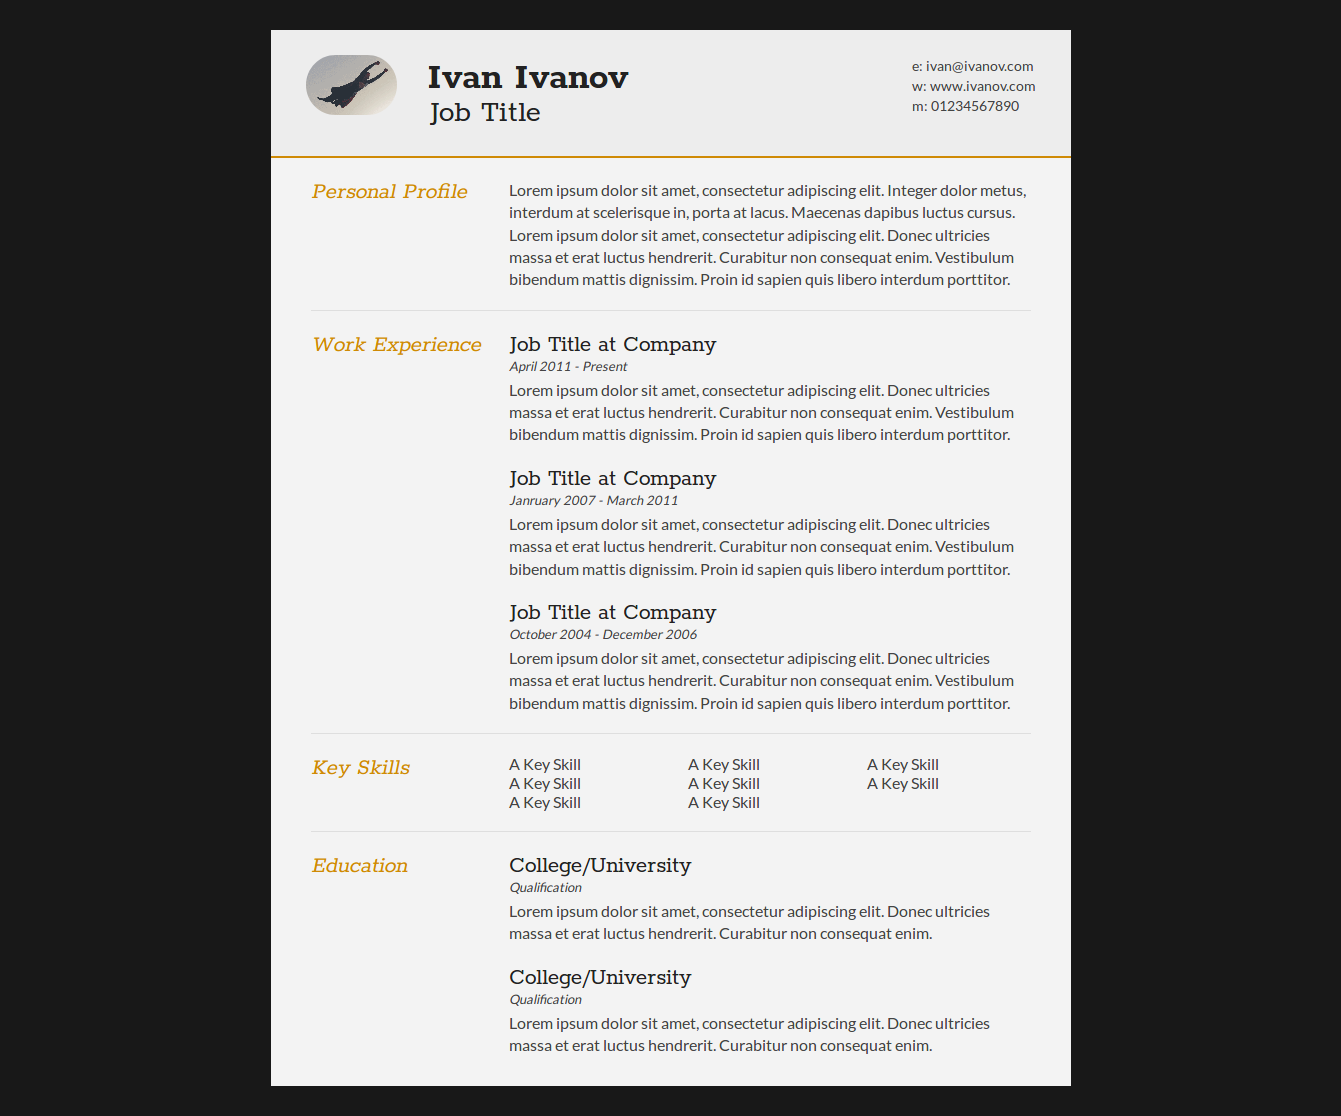 Ivan Ivanov
Job Title
e: ivan@ivanov.com
w: www.ivanov.com
m: 01234567890
Personal Profile
Lorem ipsum dolor sit amet, consectetur adipiscing elit. Integer dolor metus,
interdum at scelerisque in, porta at lacus. Maecenas dapibus luctus cursus.
Lorem ipsum dolor sit amet, consectetur adipiscing elit. Donec ultricies
massa et erat luctus hendrerit. Curabitur non consequat enim. Vestibulum
bibendum mattis dignissim. Proin id sapien quis libero interdum porttitor.
Work Experience
Job Title at Company
April 2011 - Present
Lorem ipsum dolor sit amet, consectetur adipiscing elit. Donec ultricies
massa et erat luctus hendrerit. Curabitur non consequat enim. Vestibulum
bibendum mattis dignissim. Proin id sapien quis libero interdum porttitor.
Job Title at Company
Janruary 2007 - March 2011
Lorem ipsum dolor sit amet, consectetur adipiscing elit. Donec ultricies
massa et erat luctus hendrerit. Curabitur non consequat enim. Vestibulum
bibendum mattis dignissim. Proin id sapien quis libero interdum porttitor.
Job Title at Company
October 2004 - December 2006
Lorem ipsum dolor sit amet, consectetur adipiscing elit. Donec ultricies
massa et erat luctus hendrerit. Curabitur non consequat enim. Vestibulum
bibendum mattis dignissim. Proin id sapien quis libero interdum porttitor.
Key Skills
A Key Skill A Key Skill A Key Skill
A Key Skill A Key Skill A Key Skill
A Key Skill A Key Skill
Education
College/University
Qualification
Lorem ipsum dolor sit amet, consectetur adipiscing elit. Donec ultricies
massa et erat luctus hendrerit. Curabitur non consequat enim.
College/University
Qualification
Lorem ipsum dolor sit amet, consectetur adipiscing elit. Donec ultricies
massa et erat luctus hendrerit. Curabitur non consequat enim.